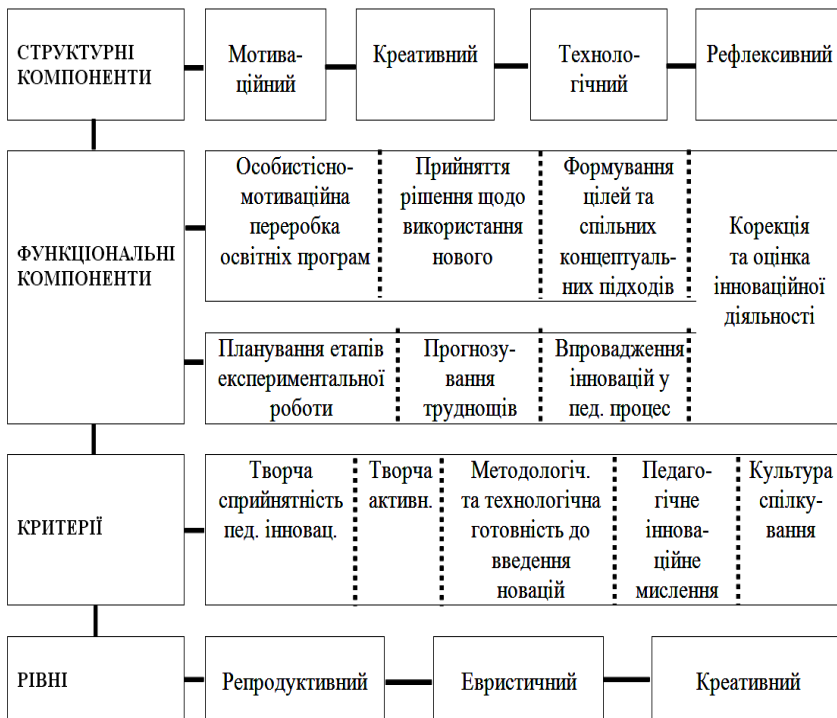 СТРУКТУРНІ
КОМПОНЕНТИ
Мотива-
ційний
Креативний
Техноло-
гічний
Рефлексивний
ФУНКЦІОНАЛЬНІ
КОМПОНЕНТИ
Особистісно-
мотиваційна
переробка
освітніх програм
Прийняття
рішення щодо
використання
нового
Формування
цілей та
спільних
концептуаль-
них підходів
Корекція
та оцінка
інноваційної
діяльності
Планування етапів
експериментальної
роботи
Прогнозу-
вання
труднощів
Впровадження
інновацій у
пед. процес
КРИТЕРІЇ
Творча
сприйнятність
пед. інновац.
Творча
активн.
Методологіч.
та технологічна
готовність до
введення
новацій
Педаго-
гічне
іннова-
ційне
мислення
Культура
спілку-
вання
РІВНІ
Репродуктивний
Евристичний
Креативний